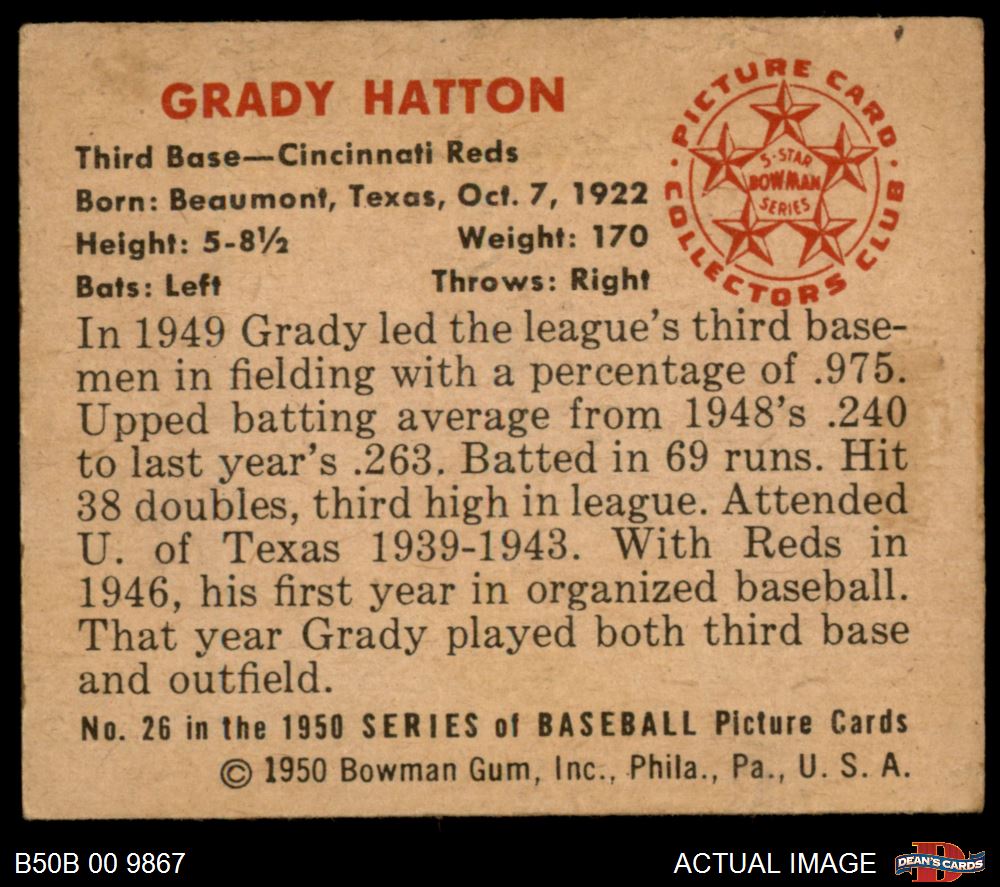 GRADY HATTON
Third Base—Cincinnati Reds
Born: Beaumont, Texas, Oct. 7, 1922
Height: 5-8½ Weight: 170
Bats: Left Throws: Right
PICTURE CARD
COLLECTORS CLUB
5-STAR
BOWMAN
SERIES
In 1949 Grady led the league's third base-
men in fielding with a percentage of .975.
Upped batting average from 1948's .240
to last year's .263. Batted in 69 runs. Hit
38 doubles, third high in league. Attended
U. of Texas 1939-1943. With Reds in
1946, his first year in organized baseball.
That year Grady played both third base
and outfield.
No. 26 in the 1950 SERIES of BASEBALL Picture Cards
© 1950 Bowman Gum, Inc., Phila., Pa., U. S. A.
B50B 00 9867
ACTUAL IMAGE
D
DEAN'S CARDS